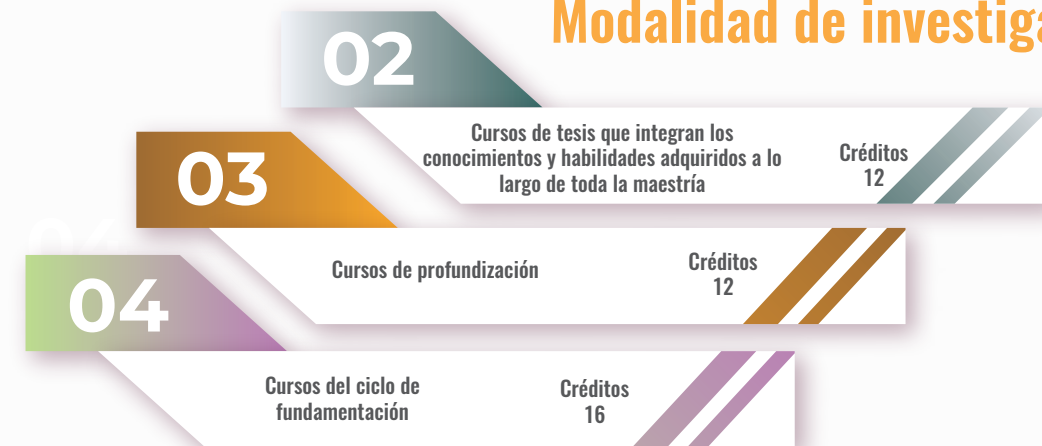 Modalidad de investiga
02
Cursos de tesis que integran los
conocimientos y habilidades adquiridos a lo
largo de toda la maestría
Créditos
12
03
Cursos de profundización
Créditos
12
04
04
Cursos del ciclo de
fundamentación
Créditos
16